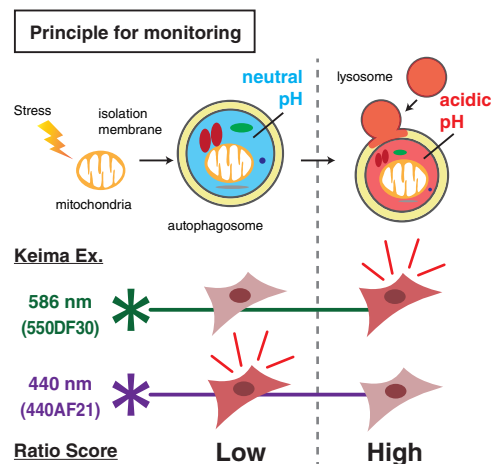 Principle for monitoring
neutral
pH
lysosome
acidic
pH
Stress
isolation
membrane
mitochondria
autophagosome
Keima Ex.
586 nm
(550DF30)
440 nm
(440AF21)
Ratio Score
Low
High